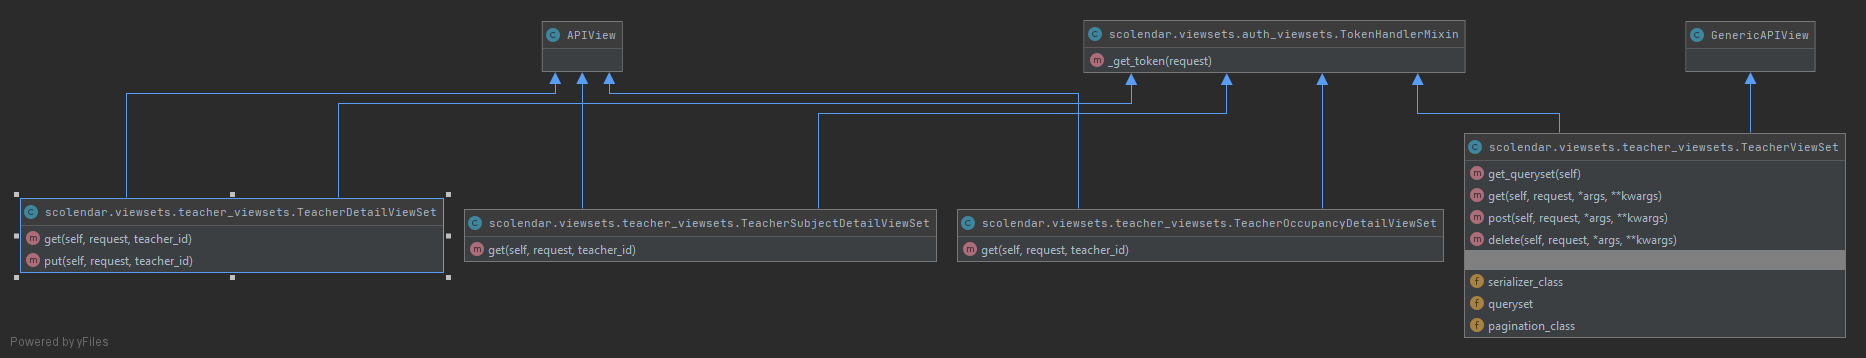 C APIView
C scolendar.viewsets.auth_viewsets.TokenHandlerMixin
m _get_token(request)
C GenericAPIView
C scolendar.viewsets.teacher_viewsets.TeacherDetailViewSet
m get(self, request, teacher_id)
m put(self, request, teacher_id)
C scolendar.viewsets.teacher_viewsets.TeacherSubjectDetailViewSet
m get(self, request, teacher_id)
C scolendar.viewsets.teacher_viewsets.TeacherOccupancyDetailViewSet
m get(self, request, teacher_id)
C scolendar.viewsets.teacher_viewsets.TeacherViewSet
m get_queryset(self)
m get(self, request, *args, **kwargs)
m post(self, request, *args, **kwargs)
m delete(self, request, *args, **kwargs)
f serializer_class
f queryset
f pagination_class
Powered by yFiles